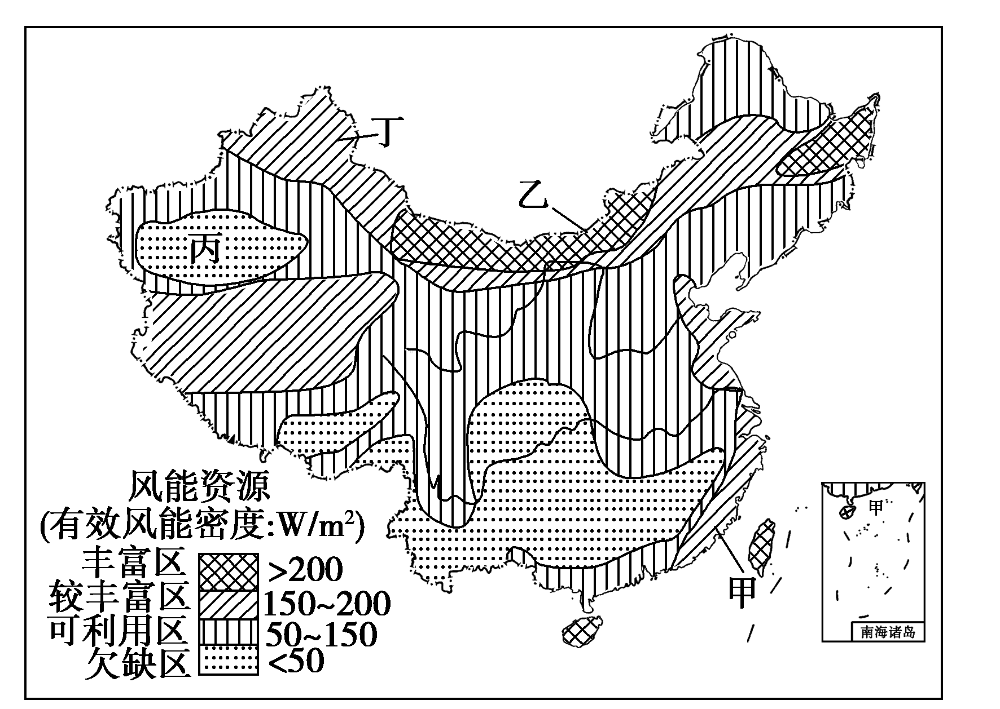 丁
乙
丙
风能资源
(有效风能密度:W/m²)
丰富区 >200
较丰富区 150~200
可利用区 50~150
欠缺区 <50
甲
甲
南海诸岛